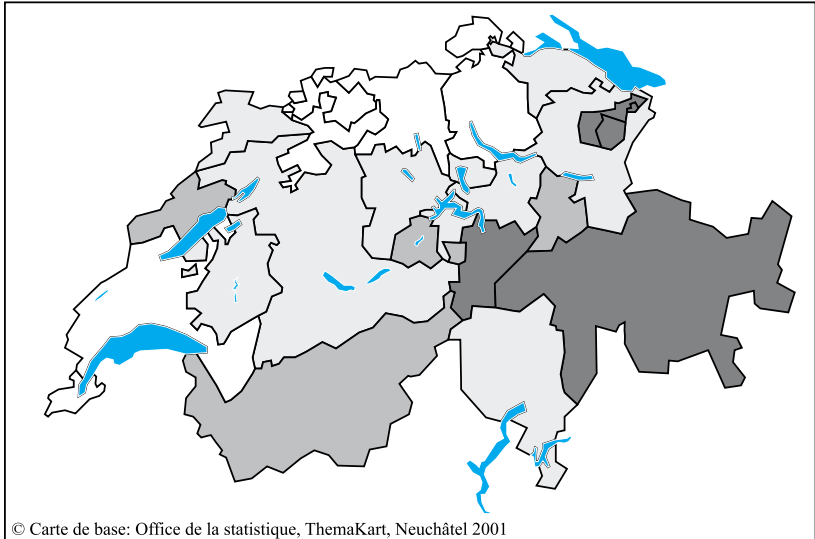 © Carte de base: Office de la statistique, ThemaKart, Neuchâtel 2001